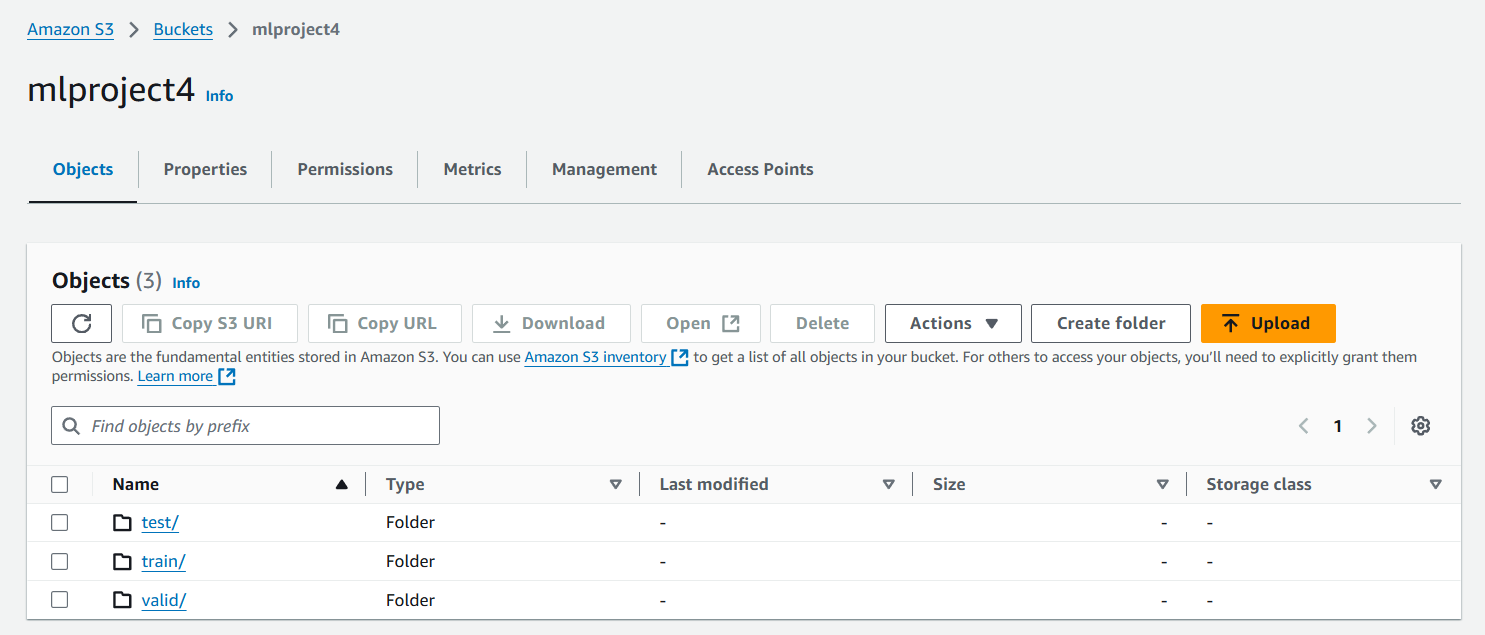 Amazon S3 > Buckets > mlproject4
mlproject4 Info
Objects Properties Permissions Metrics Management Access Points
Objects (3) Info
Copy S3 URI Copy URL Download Open Delete Actions Create folder Upload
Objects are the fundamental entities stored in Amazon S3. You can use Amazon S3 inventory to get a list of all objects in your bucket. For others to access your objects, you’ll need to explicitly grant them
permissions. Learn more
Find objects by prefix 1
Name Type Last modified Size Storage class
test/ Folder - - -
train/ Folder - - -
valid/ Folder - - -